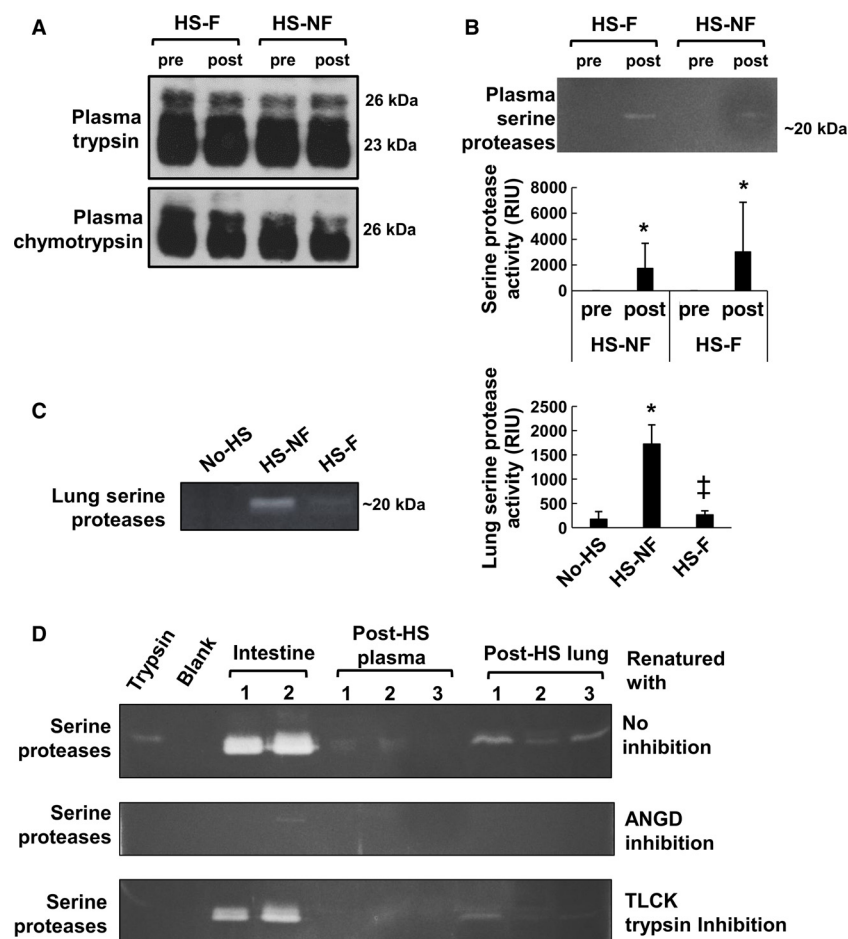 A
HS-F HS-NF
pre post pre post
Plasma
trypsin
26 kDa
23 kDa
Plasma
chymotrypsin
26 kDa
B
HS-F HS-NF
pre post pre post
Plasma
serine
proteases
~20 kDa
Serine protease
activity (RIU)
8000
6000
4000
2000
0
* *
pre post pre post
HS-NF HS-F
C
No-HS HS-NF HS-F
Lung serine
proteases
~20 kDa
Lung serine protease
activity (RIU)
2500
2000
1500
1000
500
0
* ‡
No-HS HS-NF HS-F
D
Trypsin Blank Intestine Post-HS
plasma
Post-HS lung
Renatured
with
1 2 1 2 3 1 2 3
Serine
proteases
No
inhibition
Serine
proteases
ANGD
inhibition
Serine
proteases
TLCK
trypsin Inhibition